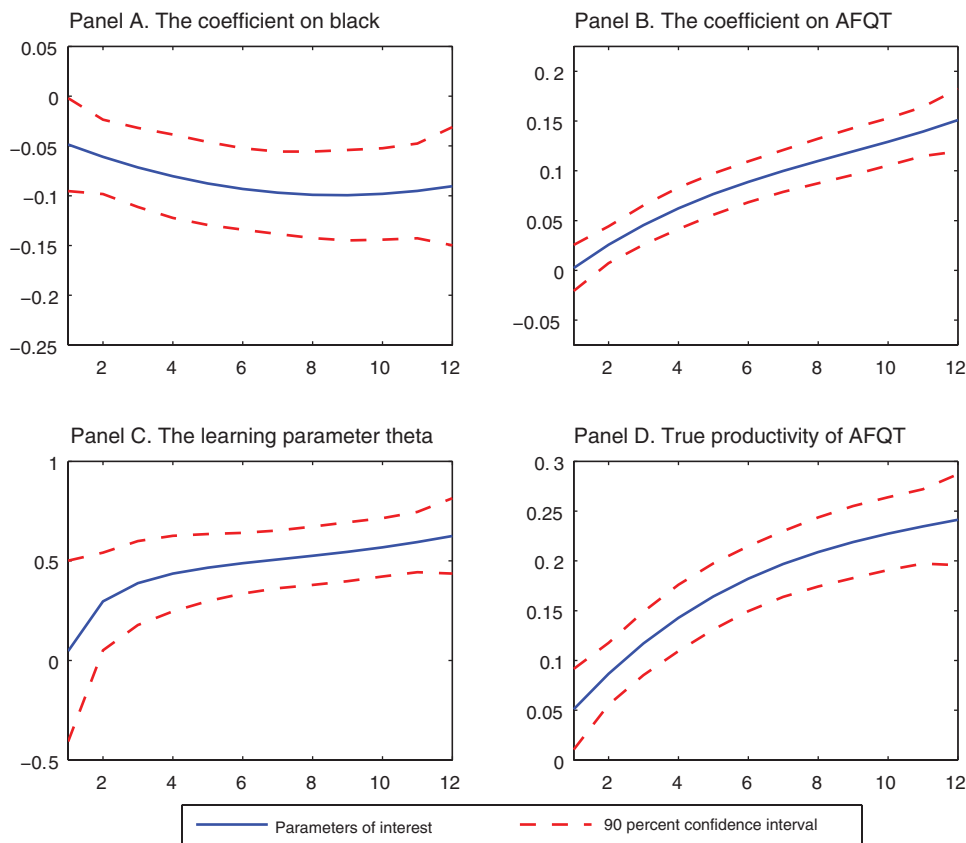 Panel A. The coefficient on black
0.05
0
−0.05
−0.1
−0.15
−0.2
−0.25
2 4 6 8 10 12
Panel B. The coefficient on AFQT
0.2
0.15
0.1
0.05
0
−0.05
2 4 6 8 10 12
Panel C. The learning parameter theta
1
0.5
0
−0.5
2 4 6 8 10 12
Panel D. True productivity of AFQT
0.3
0.25
0.2
0.15
0.1
0.05
0
2 4 6 8 10 12
Parameters of interest
90 percent confidence interval